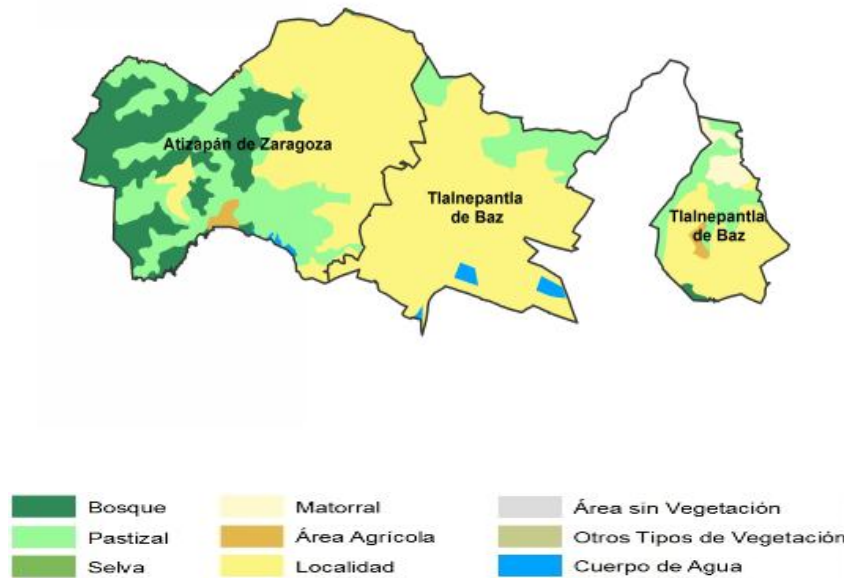 Atizapán de Zaragoza
Tlalnepantla
de Baz
Tlalnepantla
de Baz
Bosque
Matorral
Área sin Vegetación
Pastizal
Área Agrícola
Otros Tipos de Vegetación
Selva
Localidad
Cuerpo de Agua